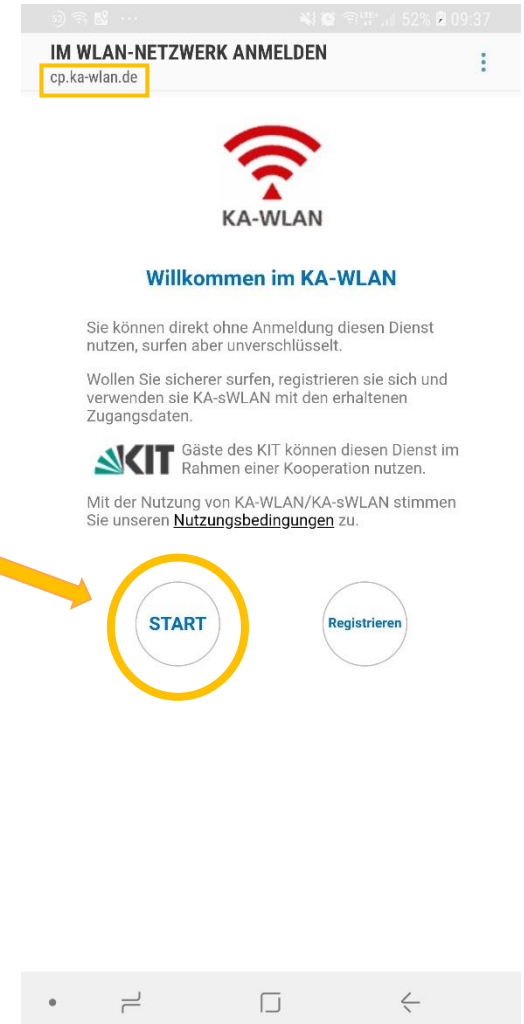 52% 09:37
IM WLAN-NETZWERK ANMELDEN
cp.ka-wlan.de
KA-WLAN
Willkommen im KA-WLAN
Sie können direkt ohne Anmeldung diesen Dienst
nutzen, surfen aber unverschlüsselt.
Wollen Sie sicherer surfen, registrieren sie sich und
verwenden sie KA-sWLAN mit den erhaltenen
Zugangsdaten.
KIT Gäste des KIT können diesen Dienst im
Rahmen einer Kooperation nutzen.
Mit der Nutzung von KA-WLAN/KA-sWLAN stimmen
Sie unseren Nutzungsbedingungen zu.
START
Registrieren